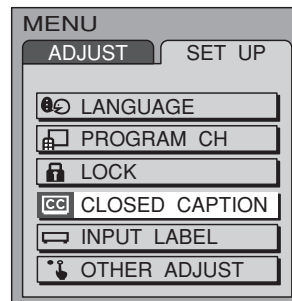 MENU
ADJUST SET UP
LANGUAGE
PROGRAM CH
LOCK
CC CLOSED CAPTION
INPUT LABEL
OTHER ADJUST